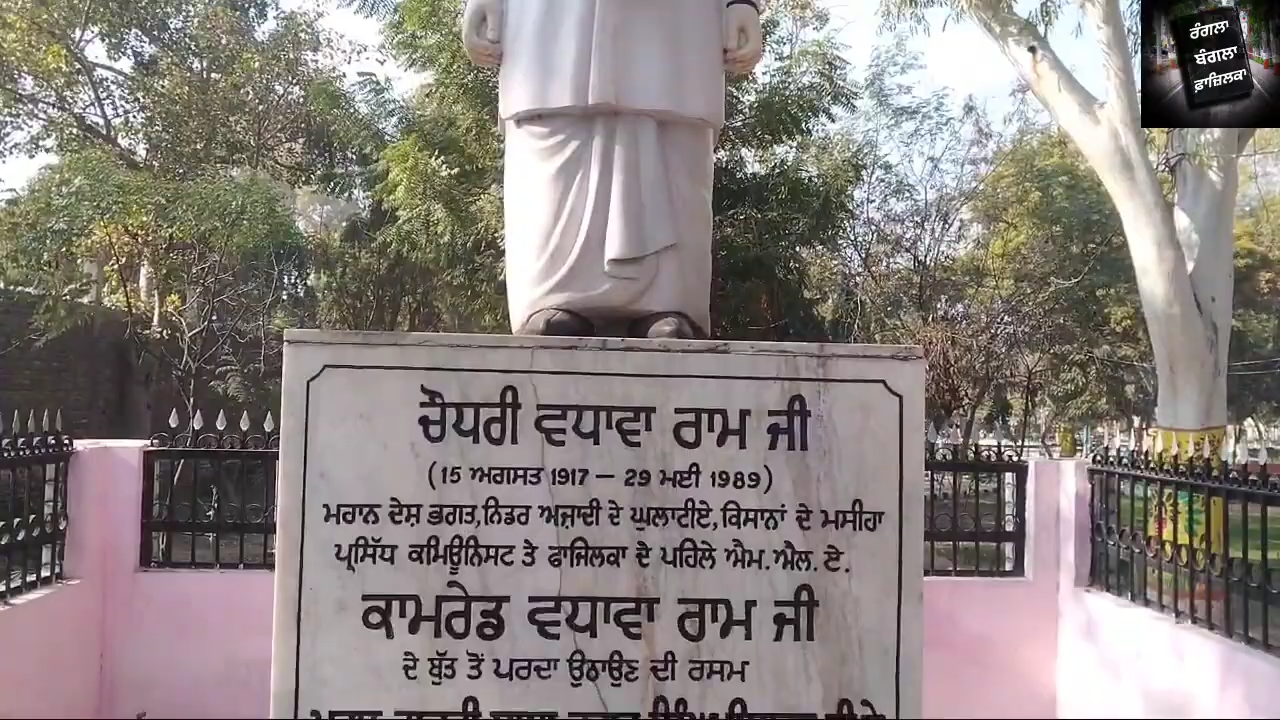 ਰੰਗਲਾ
ਬੰਗਲਾ
ਫ਼ਾਜ਼ਿਲਕਾ
ਚੌਧਰੀ ਵਧਾਵਾ ਰਾਮ ਜੀ
(15 ਅਗਸਤ 1917 – 29 ਮਈ 1989)
ਮਹਾਨ ਦੇਸ਼ ਭਗਤ,ਨਿਡਰ ਅਜ਼ਾਦੀ ਦੇ ਘੁਲਾਟੀਏ,ਕਿਸਾਨਾਂ ਦੇ ਮਸੀਹਾ
ਪ੍ਰਸਿੱਧ ਕਮਿਊਨਿਸਟ ਤੇ ਫਾਜਿਲਕਾ ਦੇ ਪਹਿਲੇ ਐਮ.ਐਲ.ਏ.
ਕਾਮਰੇਡ ਵਧਾਵਾ ਰਾਮ ਜੀ
ਦੇ ਬੁੱਤ ਤੋਂ ਪਰਦਾ ਉਠਾਉਣ ਦੀ ਰਸਮ